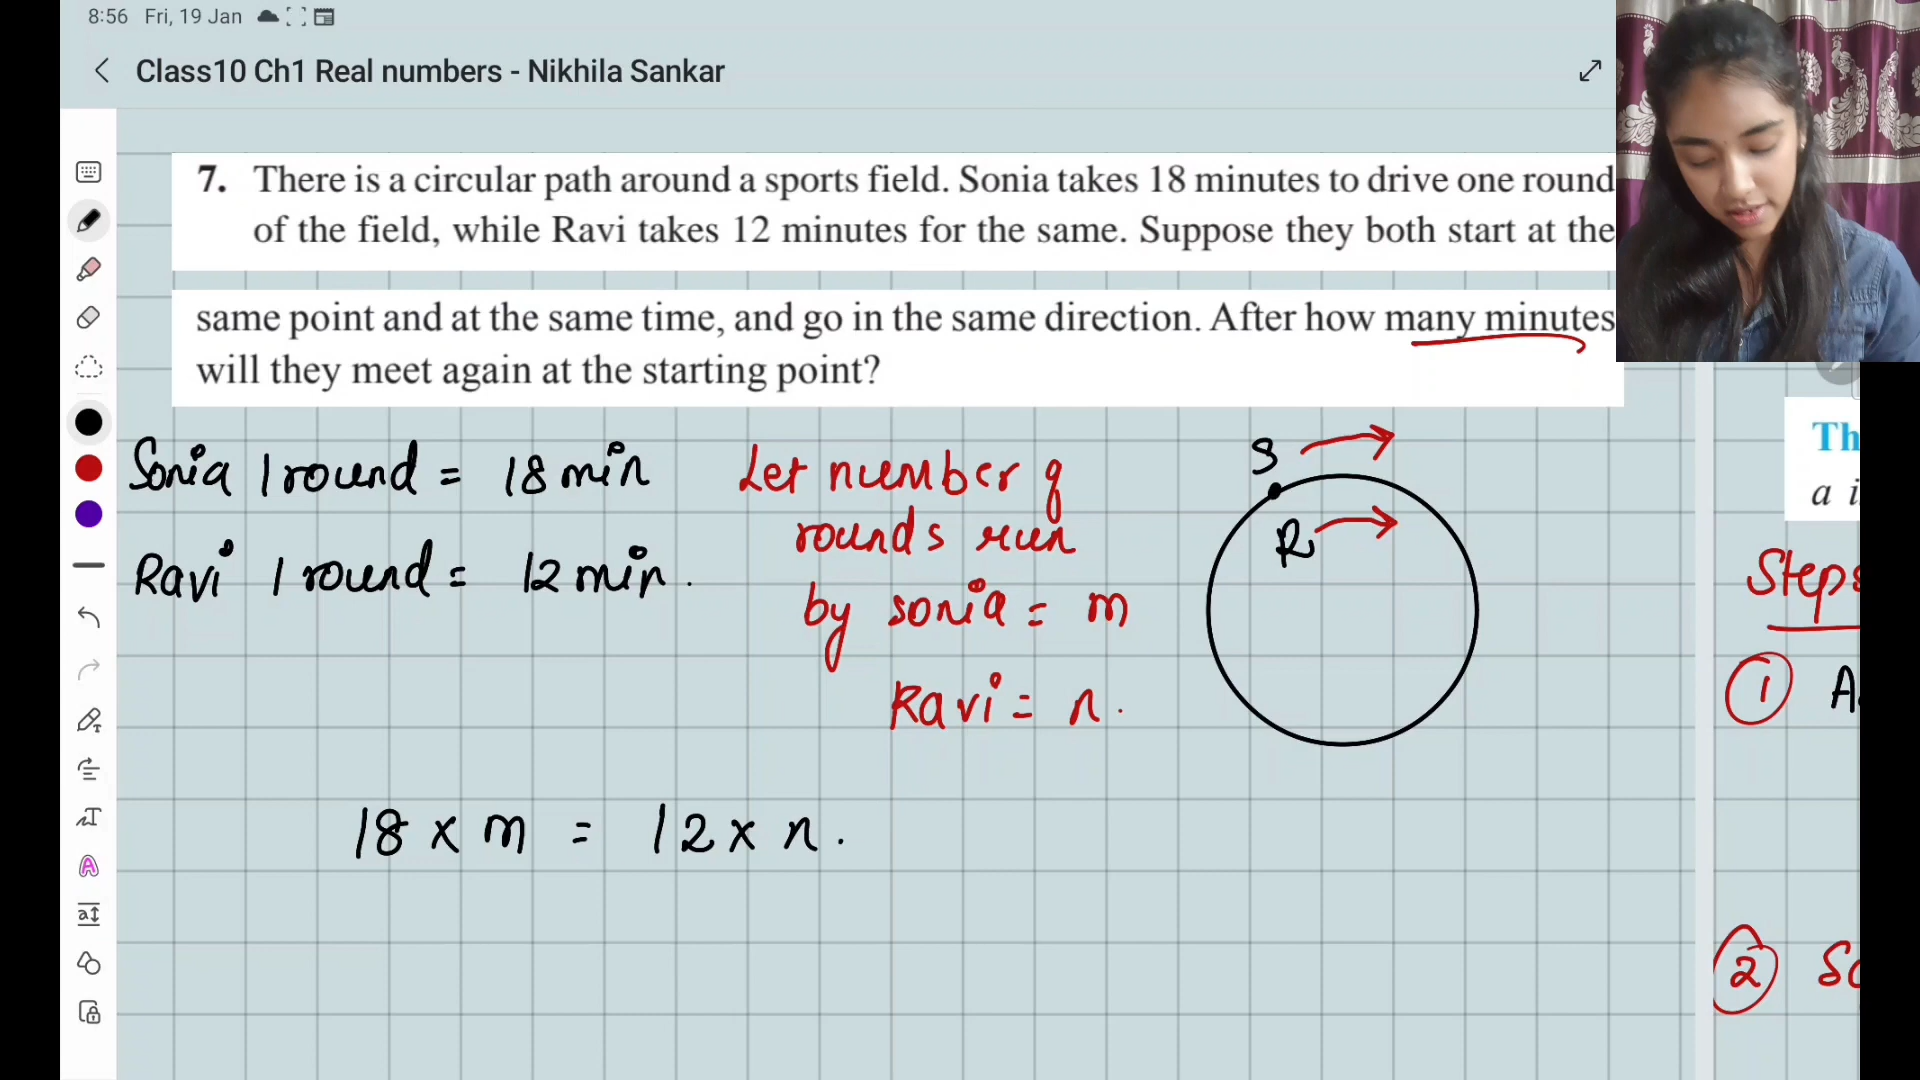 8:56 Fri, 19 Jan
Class10 Ch1 Real numbers - Nikhila Sankar
7. There is a circular path around a sports field. Sonia takes 18 minutes to drive one round
of the field, while Ravi takes 12 minutes for the same. Suppose they both start at the
same point and at the same time, and go in the same direction. After how many minutes
will they meet again at the starting point?
Sonia 1 round = 18 min
Ravi 1 round = 12 min.
Let number of
rounds run
by sonia = m
Ravi = n.
S
R
18 x m = 12 x n.
Th
a i
Steps
1 A
2 So